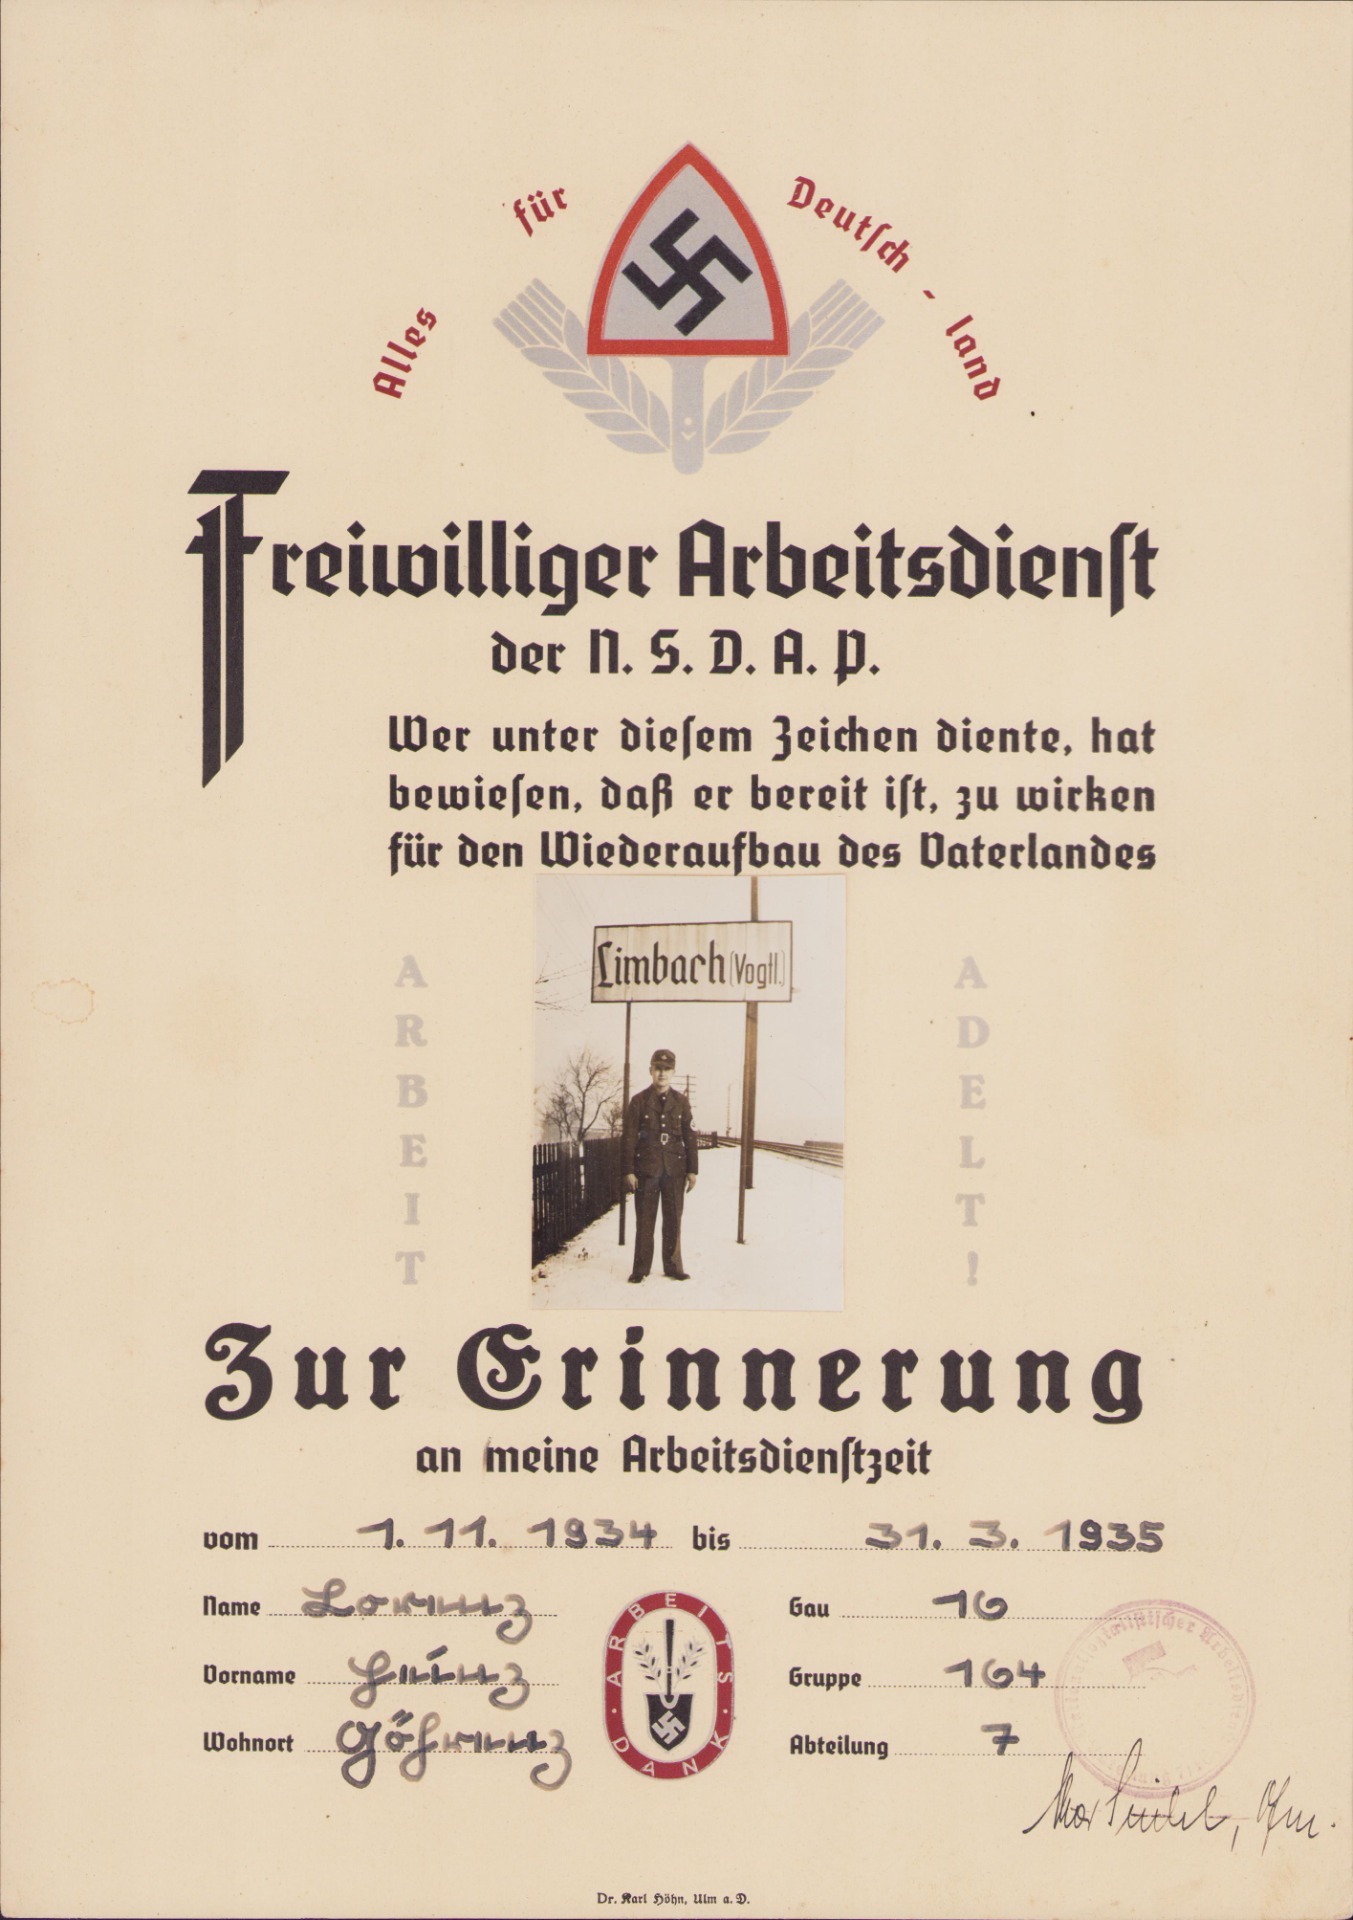 Alles für Deutsch-land
Freiwilliger Arbeitsdienst
der N. S. D. A. P.
Wer unter diesem Zeichen diente, hat
bewiesen, daß er bereit ist, zu wirken
für den Wiederaufbau des Vaterlandes
Limbach (Vogtl.)
ARBEIT ADELT!
Zur Erinnerung
an meine Arbeitsdienstzeit
vom 1. 11. 1934 bis 31. 3. 1935
Name Lorenz
Vorname Heinz
Wohnort Göhrenz
ARBEITS · DANK ·
Gau 16
Gruppe 164
Abteilung 7
Dr. Karl Höhn, Ulm a. D.